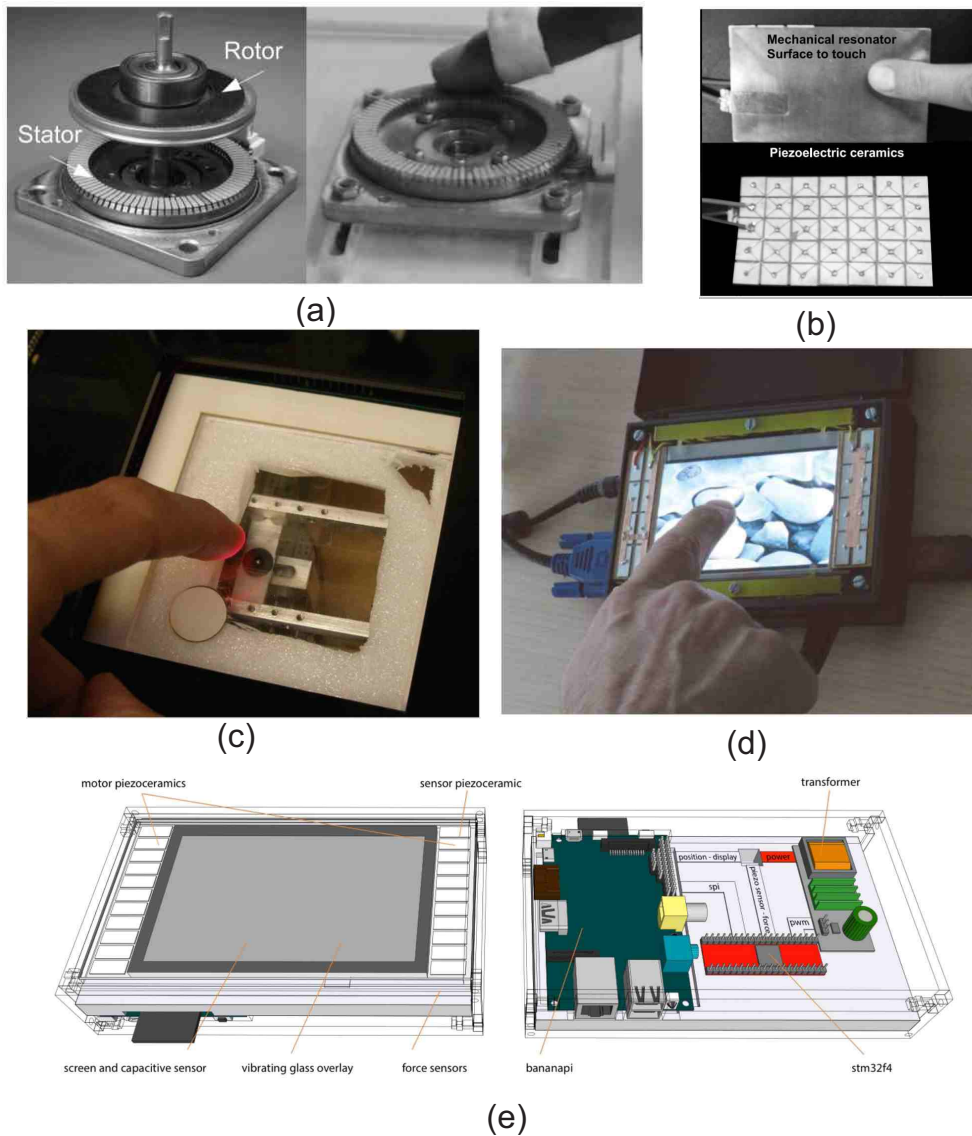 Rotor
Stator
(a)
Mechanical resonator
Surface to touch
Piezoelectric ceramics
(b)
(c)
(d)
motor piezoceramics
sensor piezoceramic
transformer
position - display
power
spi
piezo sensor - force
pwm
screen and capacitive sensor
vibrating glass overlay
force sensors
bananapi
stm32f4
(e)